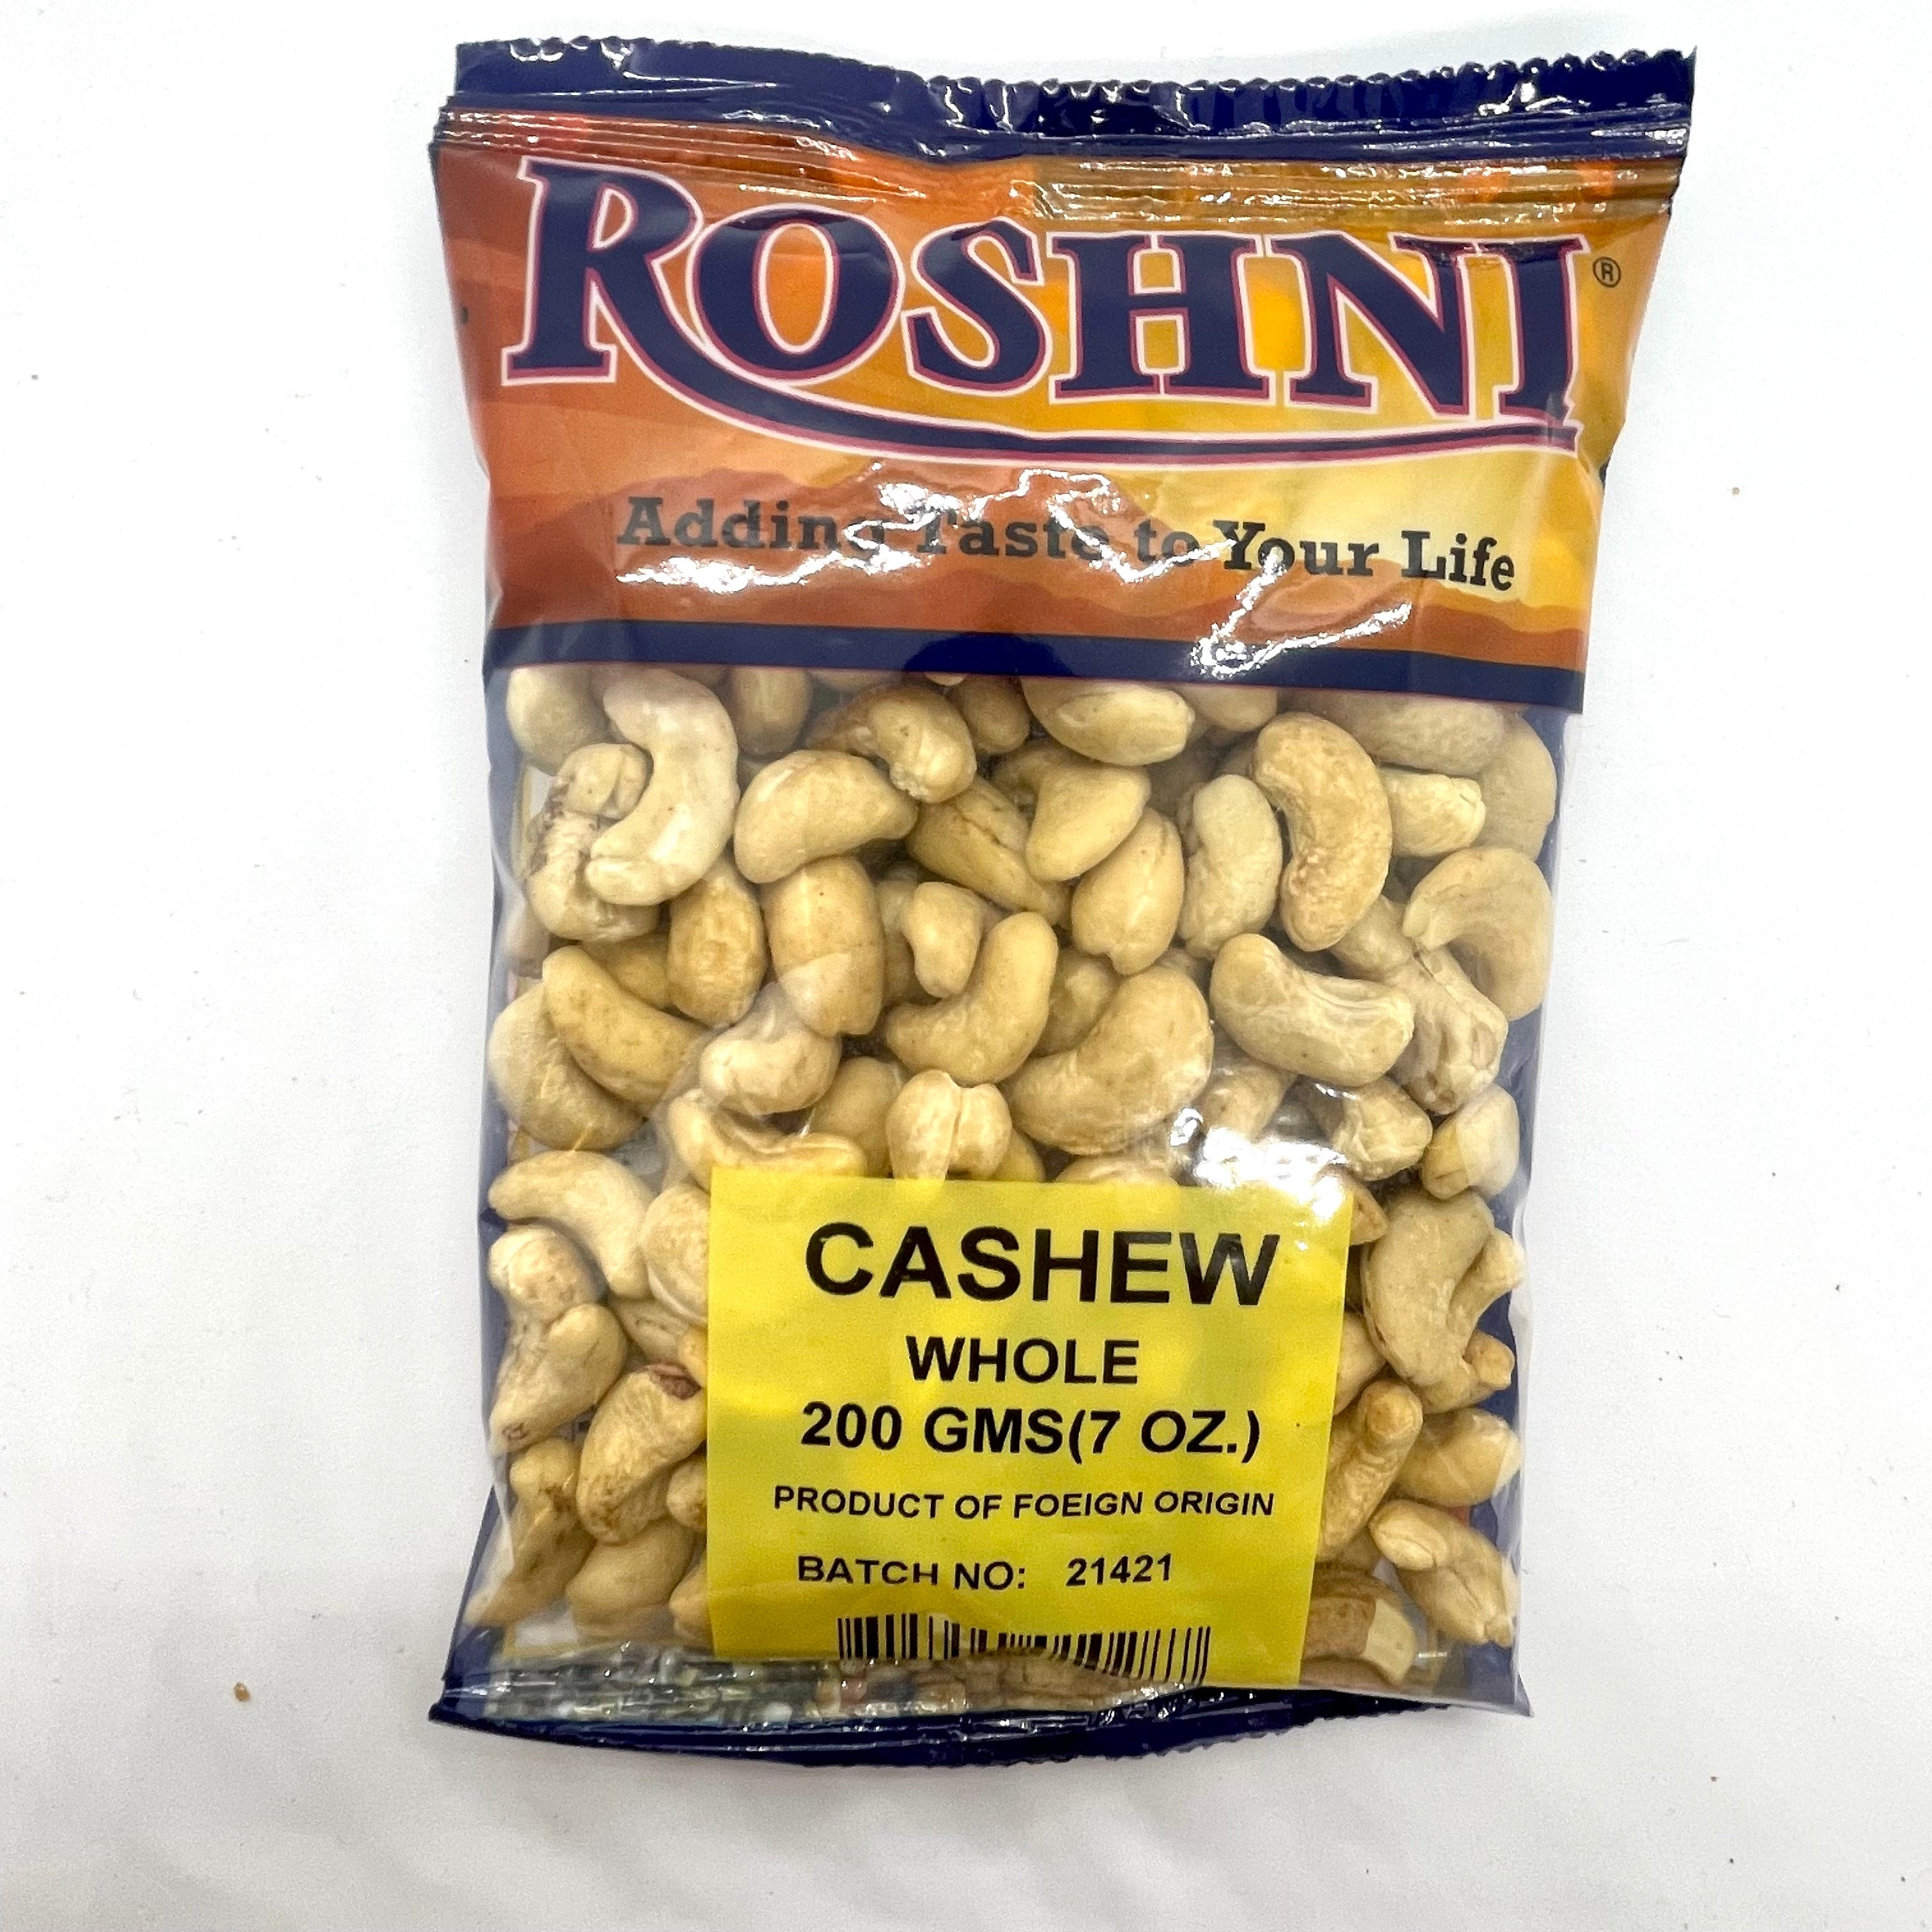 ROSHNI®
Adding Taste to Your Life
CASHEW
WHOLE
200 GMS(7 OZ.)
PRODUCT OF FOEIGN ORIGIN
BATCH NO: 21421